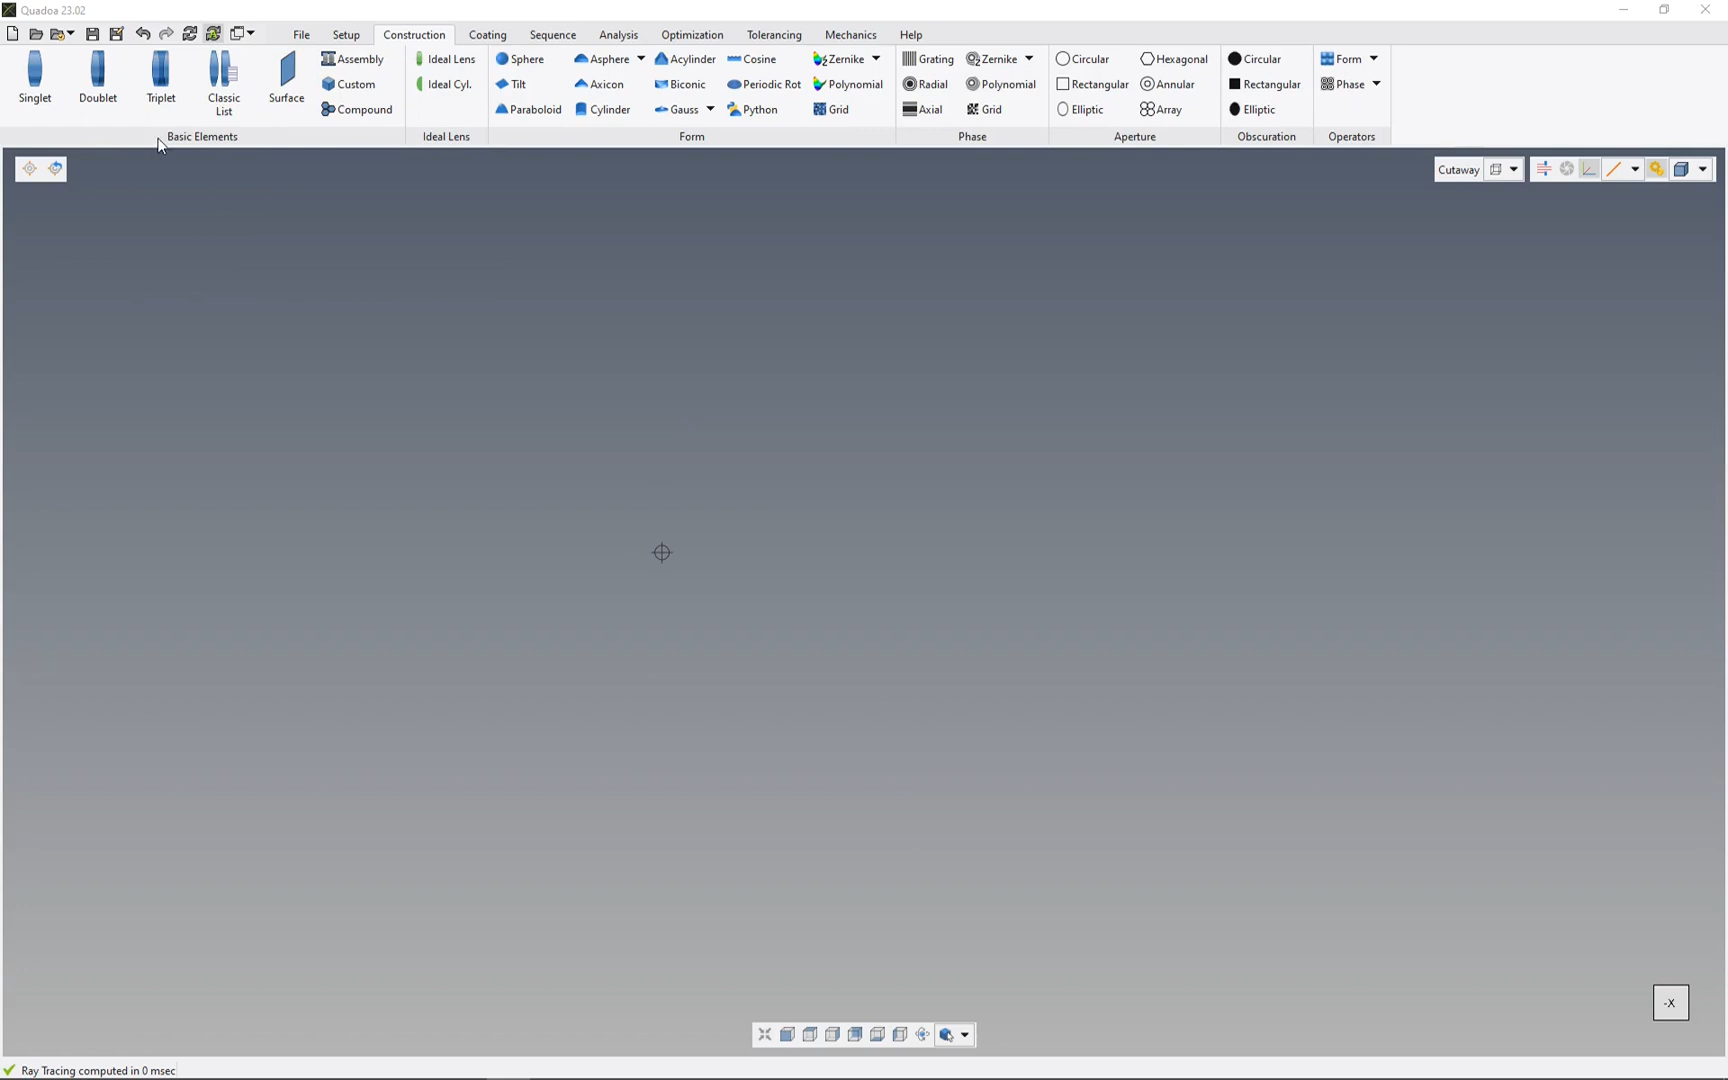 Quadoa 23.02
File Setup Construction Coating Sequence Analysis Optimization Tolerancing Mechanics Help
Singlet Doublet Triplet Classic List Surface
Assembly
Custom
Compound
Basic Elements
Ideal Lens
Ideal Cyl.
Ideal Lens
Sphere Asphere Acylinder Cosine Zernike
Tilt Axicon Biconic Periodic Rot Polynomial
Paraboloid Cylinder Gauss Python Grid
Form
Grating Zernike
Radial Polynomial
Axial Grid
Phase
Circular Hexagonal
Rectangular Annular
Elliptic Array
Aperture
Circular
Rectangular
Elliptic
Obscuration
Form
Phase
Operators
Cutaway
-X
Ray Tracing computed in 0 msec